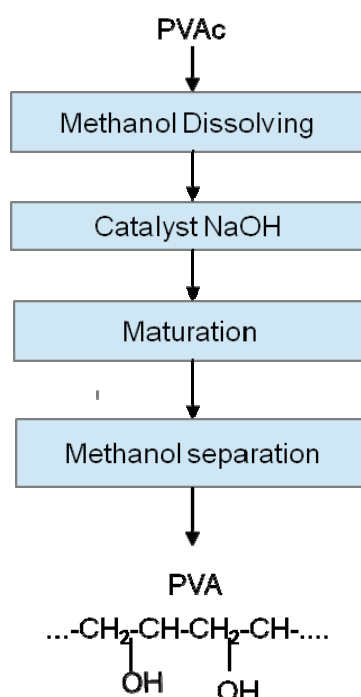 PVAc
Methanol Dissolving
Catalyst NaOH
Maturation
Methanol separation
PVA
...-CH₂-CH-CH₂-CH-....
OH OH